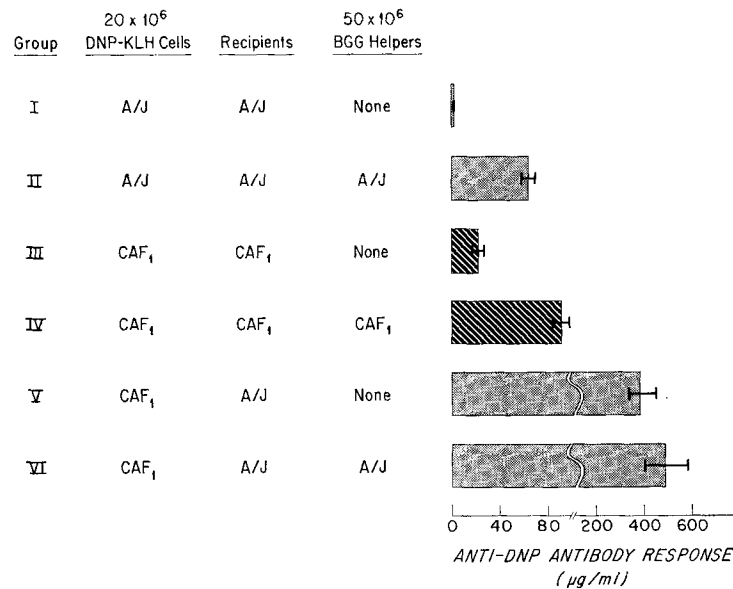 20 x 10⁶ 50 x 10⁶
Group DNP-KLH Cells Recipients BGG Helpers
I A/J A/J None
II A/J A/J A/J
III CAF₁ CAF₁ None
IV CAF₁ CAF₁ CAF₁
V CAF₁ A/J None
VI CAF₁ A/J A/J
0 40 80 200 400 600
ANTI-DNP ANTIBODY RESPONSE
(µg/ml)